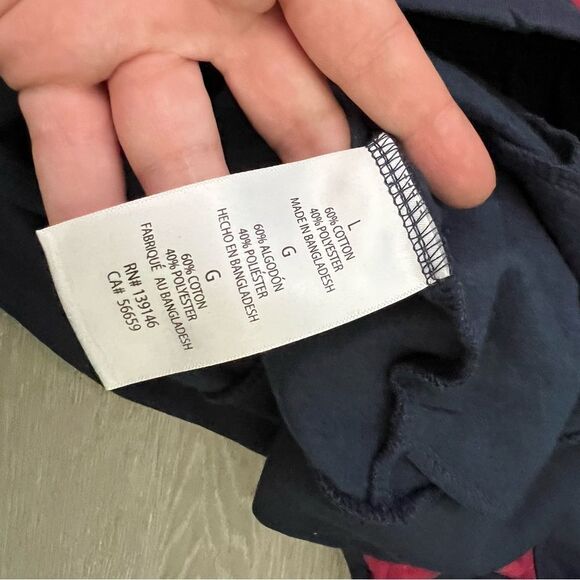 L
60% COTTON
40% POLYESTER
MADE IN BANGLADESH
G
60% ALGODÓN
40% POLIÉSTER
HECHO EN BANGLADESH
G
60% COTON
40% POLYESTER
FABRIQUÉ AU BANGLADESH
RN# 139146
CA# 56659